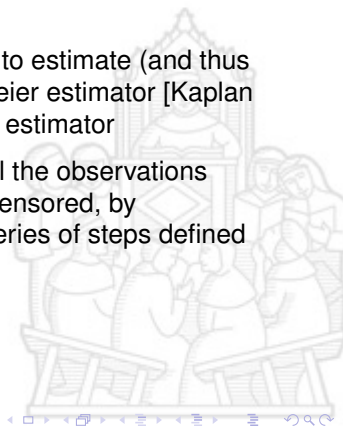 to estimate (and thus
eier estimator [Kaplan
estimator
l the observations
ensored, by
eries of steps defined